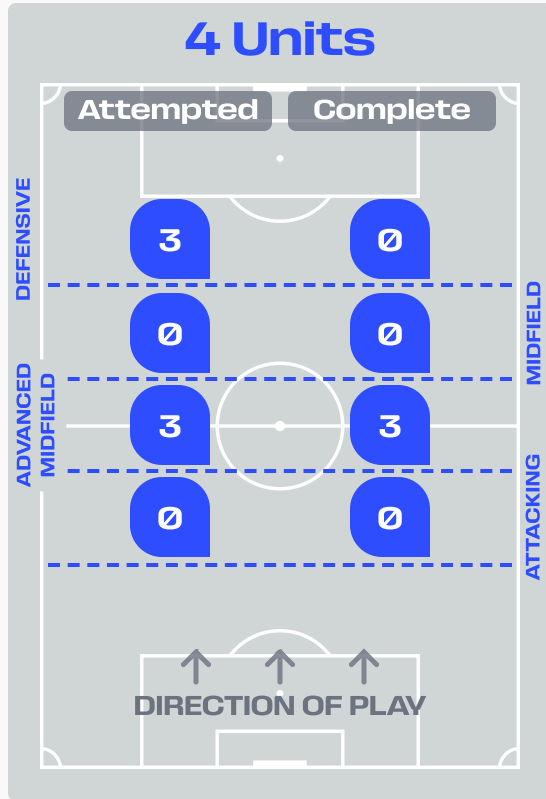 4 Units
Attempted Complete
DEFENSIVE
3 0
MIDFIELD
0 0
ADVANCED
MIDFIELD
3 3
ATTACKING
0 0
DIRECTION OF PLAY